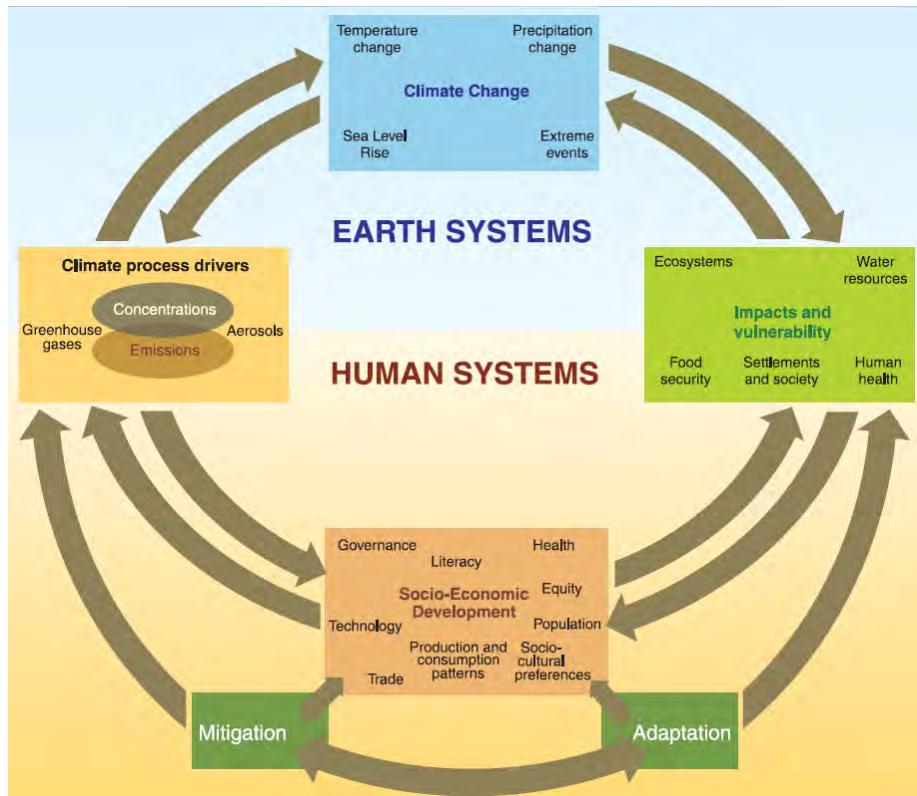 Temperature
change
Precipitation
change
Climate Change
Sea Level
Rise
Extreme
events
EARTH SYSTEMS
Climate process drivers
Concentrations
Greenhouse
gases
Aerosols
Emissions
Ecosystems
Water
resources
Impacts and
vulnerability
Food
security
Settlements
and society
Human
health
HUMAN SYSTEMS
Governance
Literacy
Health
Socio-Economic
Development
Equity
Technology
Population
Production and
consumption
patterns
Socio-
cultural
preferences
Trade
Mitigation
Adaptation